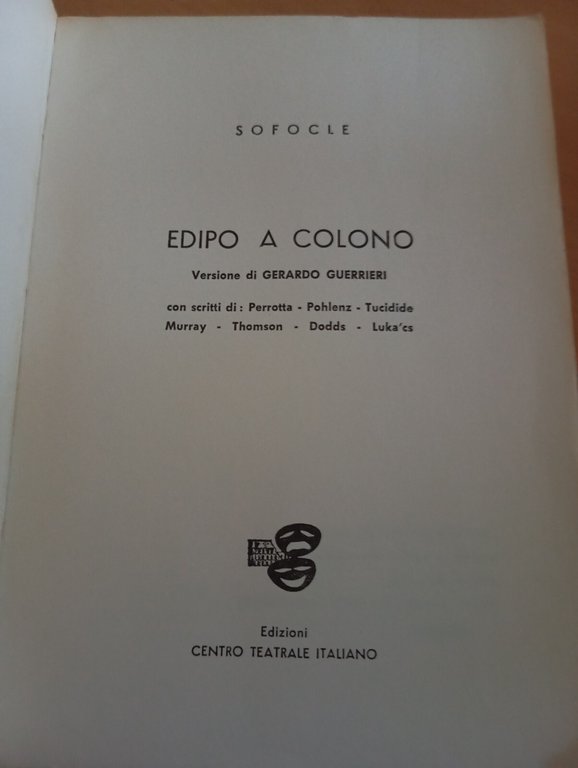 SOFOCLE
EDIPO A COLONO
Versione di GERARDO GUERRIERI
con scritti di: Perrotta - Pohlenz - Tucidide
Murray - Thomson - Dodds - Luka'cs
Edizioni
CENTRO TEATRALE ITALIANO